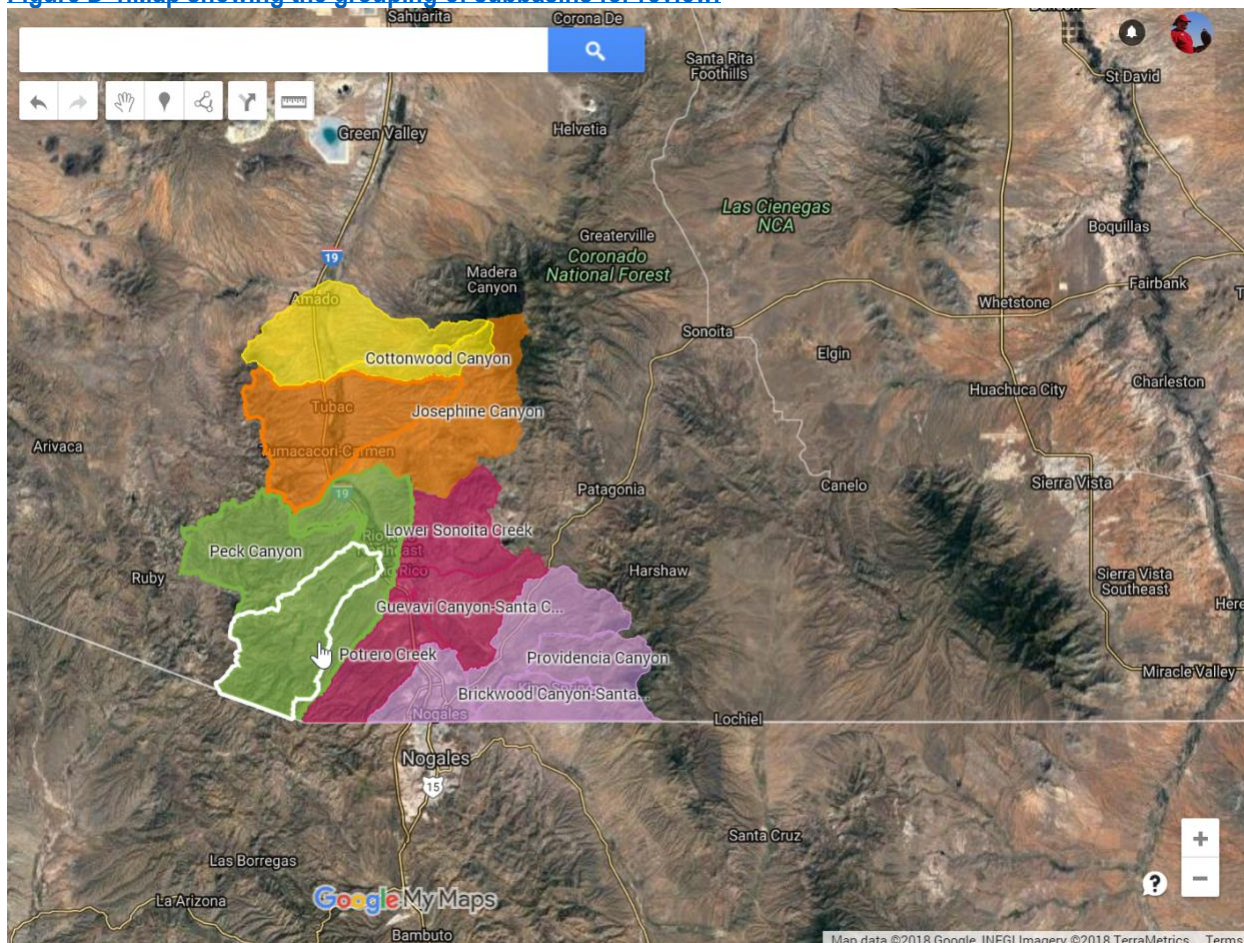 Sahuarita
Corona De
Santa Rita
Foothills
St David
Green Valley
Helvetia
Las Cienegas
NCA
Boquillas
Greaterville
19
Coronado
National Forest
Madera
Canyon
Fairbank
Amado
Whetstone
Sonoita
Cottonwood Canyon
Elgin
Charleston
Huachuca City
Tubac
Josephine Canyon
Arivaca
Tumacacori-Carmen
Sierra Vista
Canelo
19
Patagonia
Lower Sonoita Creek
Peck Canyon
Ruby
Harshaw
Sierra Vista
Southeast
Here
Guevavi Canyon-Santa C...
Potrero Creek
Providencia Canyon
Miracle Valley
Brickwood Canyon-Santa...
Nogales
Lochiel
Nogales
15
Santa Cruz
+
Las Borregas
−
?
La Arizona
Google My Maps
Bambuto
Map data ©2018 Google, INEGI Imagery ©2018 TerraMetrics Terms